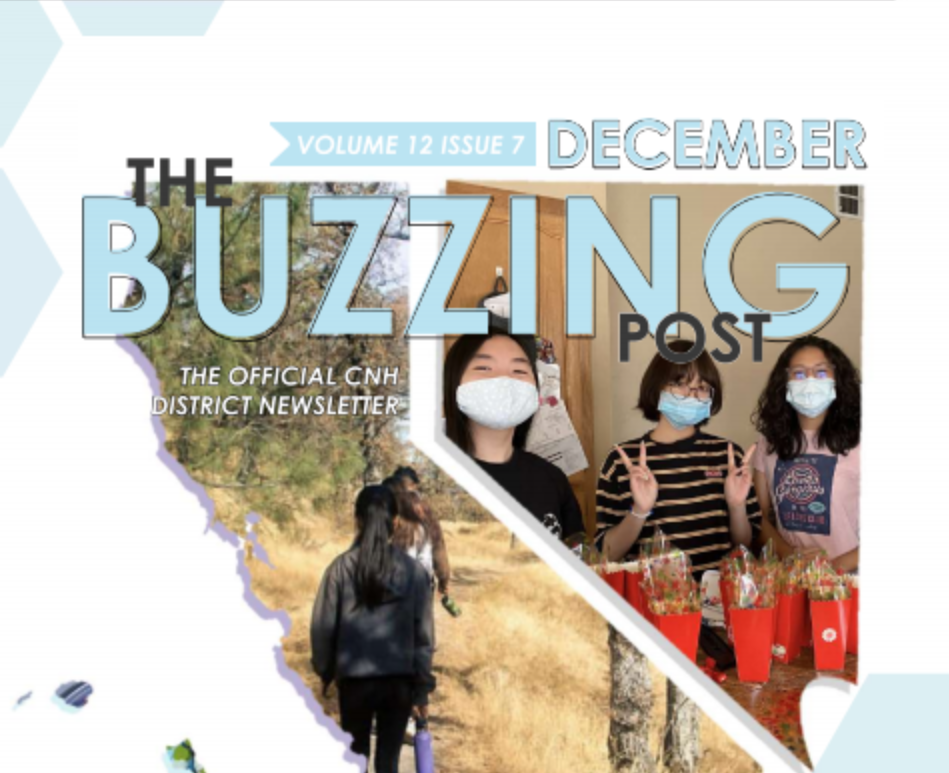 VOLUME 12 ISSUE 7
DECEMBER
THE
BUZZING
POST
THE OFFICIAL CNH
DISTRICT NEWSLETTER